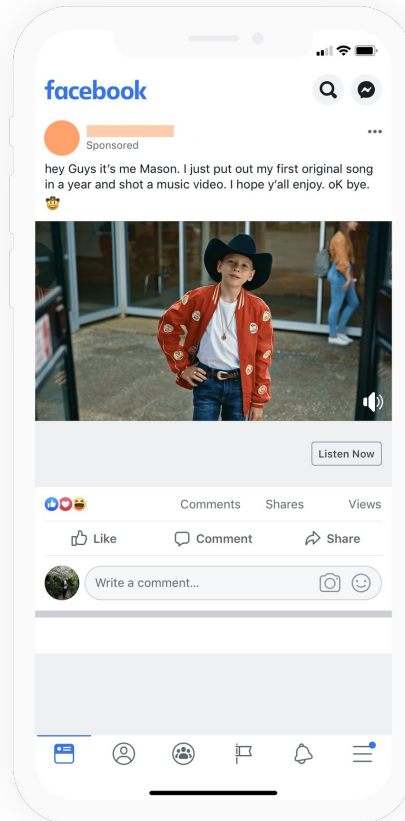 facebook
Sponsored
hey Guys it's me Mason. I just put out my first original song
in a year and shot a music video. I hope y'all enjoy. oK bye.
🤠
Listen Now
Comments Shares Views
Like Comment Share
Write a comment...